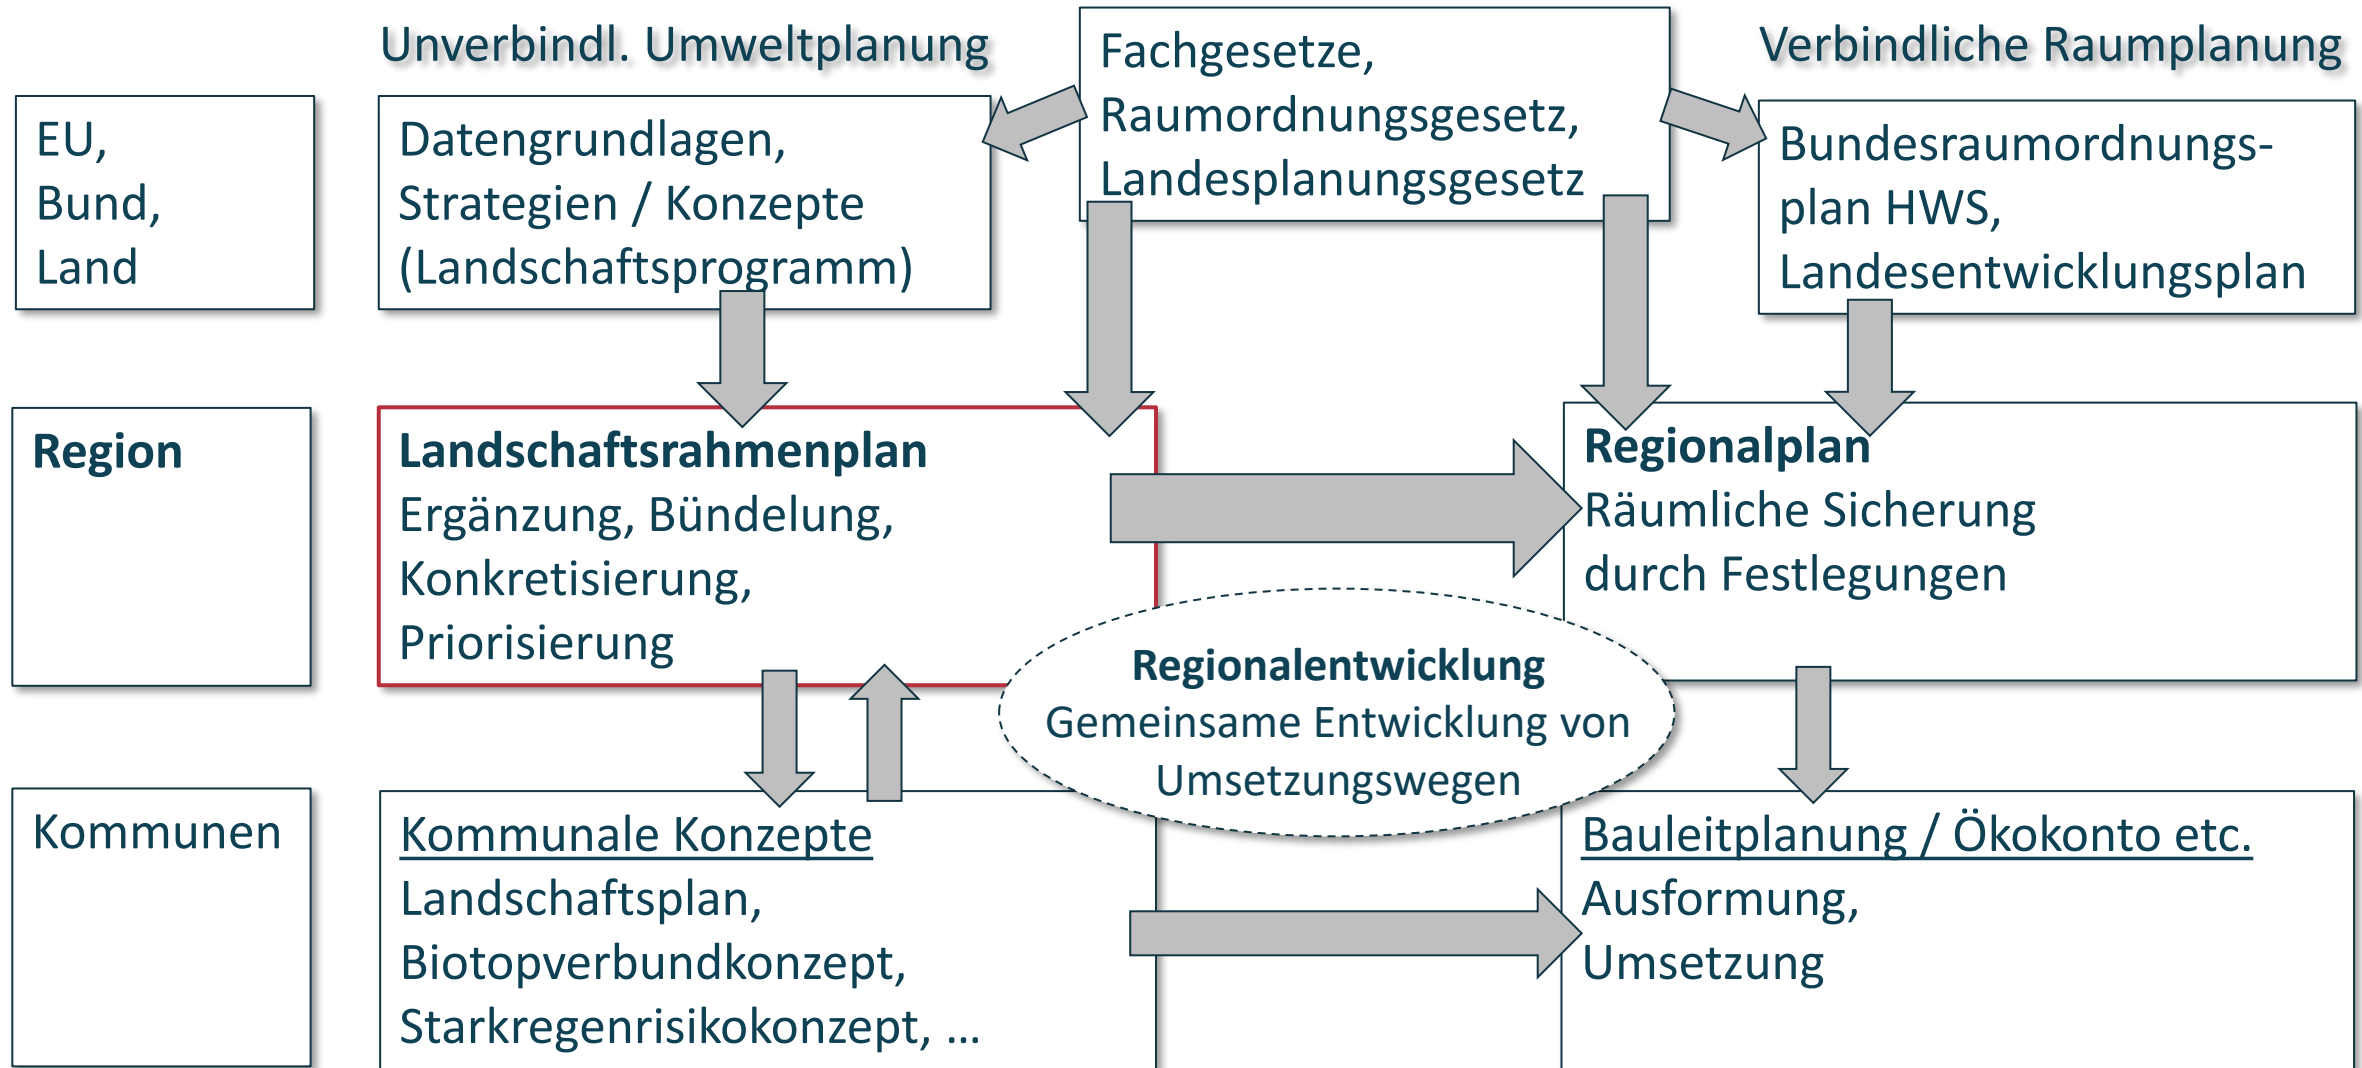 Unverbindl. Umweltplanung
Fachgesetze,
Raumordnungsgesetz,
Landesplanungsgesetz
Verbindliche Raumplanung
EU,
Bund,
Land
Datengrundlagen,
Strategien / Konzepte
(Landschaftsprogramm)
Bundesraumordnungs-
plan HWS,
Landesentwicklungsplan
Region
Landschaftsrahmenplan
Ergänzung, Bündelung,
Konkretisierung,
Priorisierung
Regionalplan
Räumliche Sicherung
durch Festlegungen
Regionalentwicklung
Gemeinsame Entwicklung von
Umsetzungswegen
Kommunen
Kommunale Konzepte
Landschaftsplan,
Biotopverbundkonzept,
Starkregenrisikokonzept, ...
Bauleitplanung / Ökokonto etc.
Ausformung,
Umsetzung